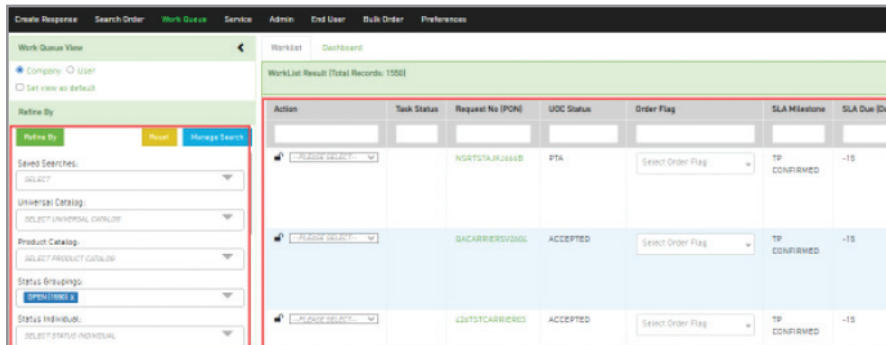 Create Response Search Order Work Queue Service Admin End User Bulk Order Preferences
Work Queue View
Company User
Set view as default
Refine By
Refine By Reset Manage Search
Saved Searches:
SELECT
Universal Catalog:
SELECT UNIVERSAL CATALOG
Product Catalog:
SELECT PRODUCT CATALOG
Status Groupings:
OPEN (1550) x
Status Individual:
SELECT STATUS INDIVIDUAL
Worklist Dashboard
WorkList Result (Total Records: 1550)
Action Task Status Request No (PON) UOC Status Order Flag SLA Milestone SLA Due
--PLEASE SELECT-- PTA Select Order Flag TP -15
CONFIRMED
--PLEASE SELECT-- ACCEPTED Select Order Flag TP -15
CONFIRMED
--PLEASE SELECT-- ACCEPTED Select Order Flag TP -15
CONFIRMED